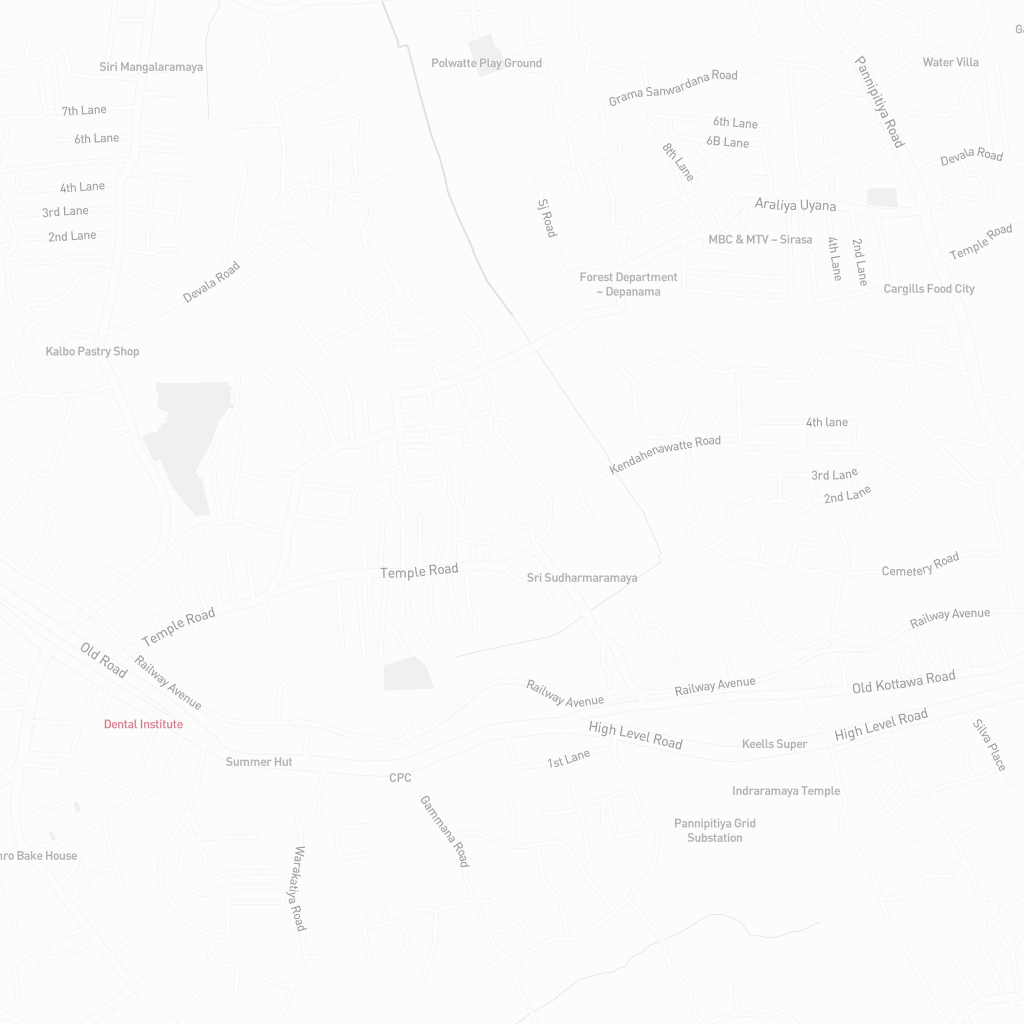 Siri Mangalaramaya
Polwatte Play Ground
Water Villa
Grama Sanwardana Road
Pannipitiya Road
7th Lane
6th Lane
6th Lane
6B Lane
8th Lane
Devala Road
4th Lane
3rd Lane
2nd Lane
Sj Road
Araliya Uyana
MBC & MTV – Sirasa
4th Lane
2nd Lane
Temple Road
Devala Road
Forest Department
– Depanama
Cargills Food City
Kalbo Pastry Shop
4th lane
Kendahenawatte Road
3rd Lane
2nd Lane
Temple Road
Sri Sudharmaramaya
Cemetery Road
Temple Road
Railway Avenue
Old Road
Railway Avenue
Railway Avenue
Railway Avenue
Old Kottawa Road
Dental Institute
High Level Road
High Level Road
Keells Super
Silva Place
Summer Hut
1st Lane
CPC
Indraramaya Temple
Gammana Road
Pannipitiya Grid
Substation
ro Bake House
Warakatiya Road